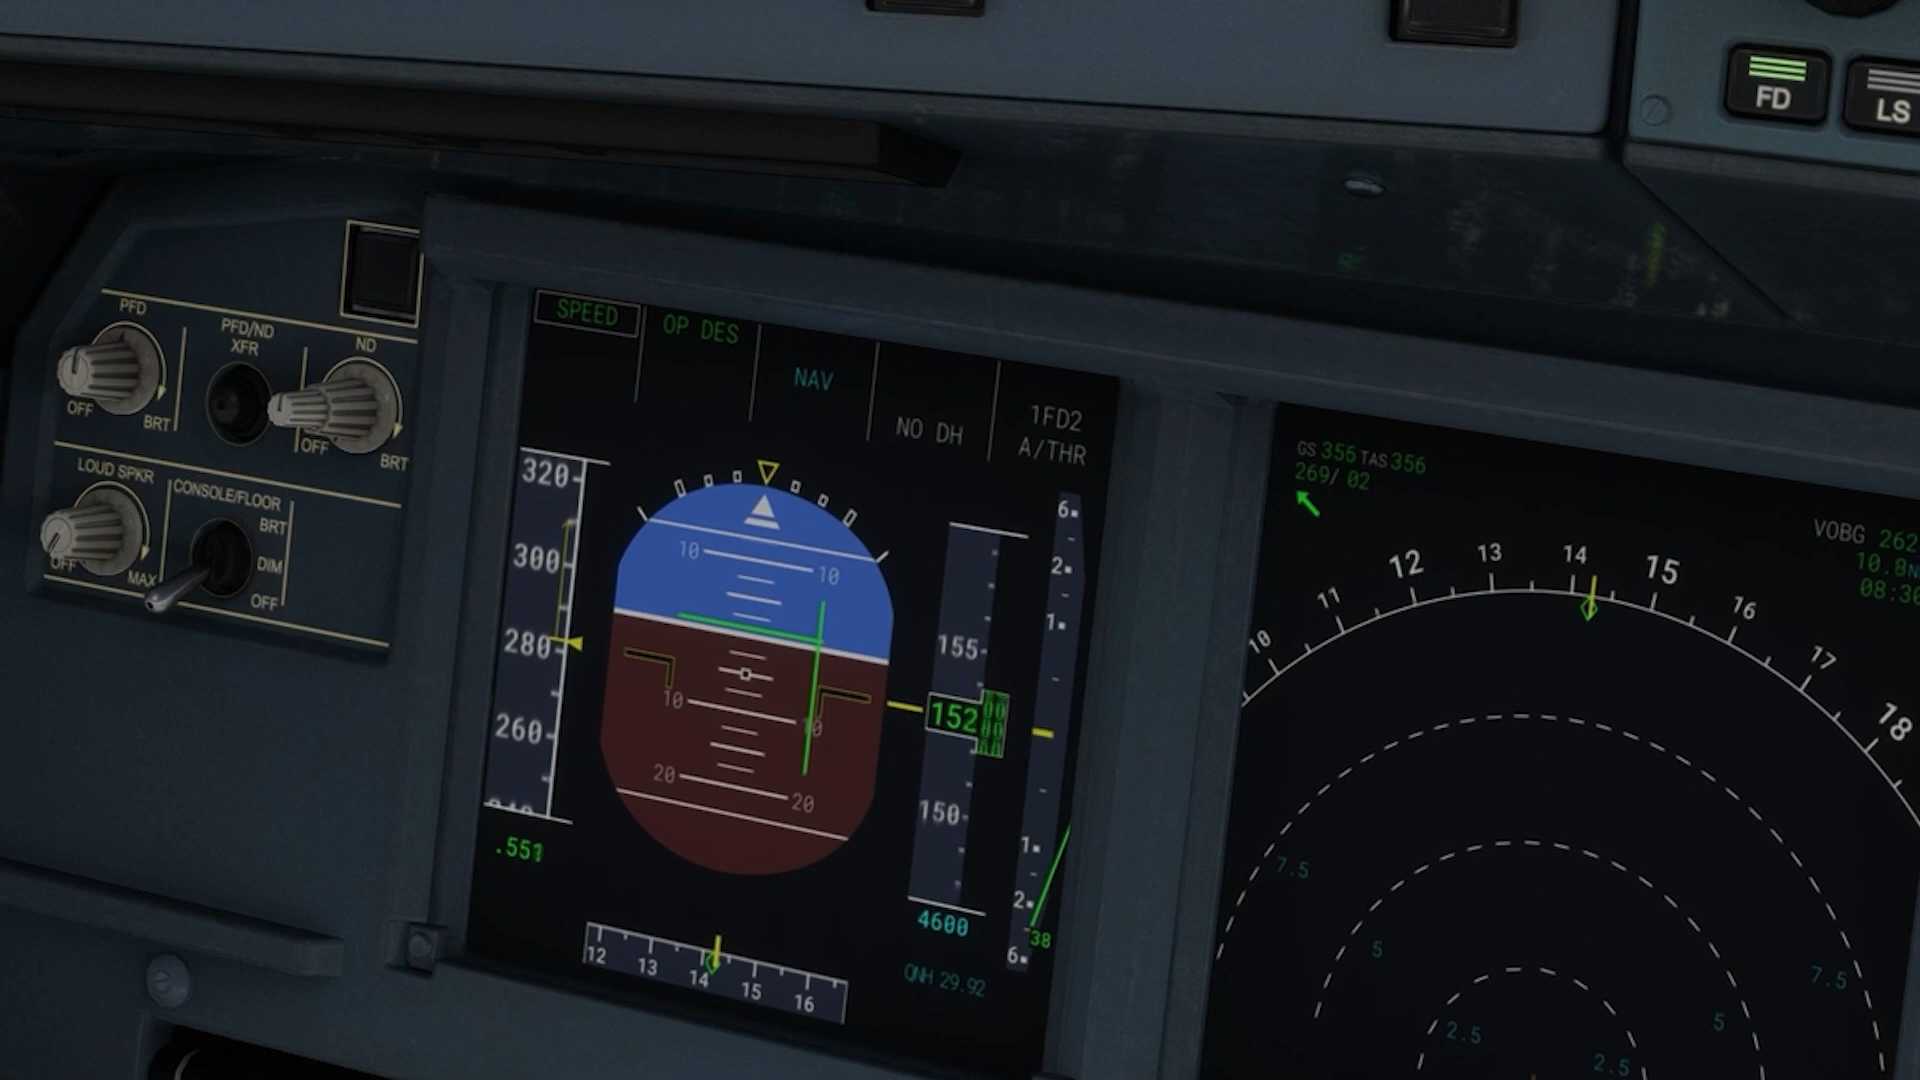 FD
LS
PFD
OFF
BRT
PFD/ND
XFR
ND
OFF
BRT
LOUD SPKR
OFF
MAX
CONSOLE/FLOOR
BRT
DIM
OFF
SPEED
OP DES
NAV
NO DH
1FD2
A/THR
320
300
280
260
.551
10 10
10 10
20 20
155
152
150
4600
QNH 29.92
6
2
1
1
2
38
6
12 13 14 15 16
GS 356 TAS 356
269/ 02
VOBG 262
10.8N
08:30
10 11 12 13 14 15 16 17 18
7.5
7.5
5
5
2.5
2.5